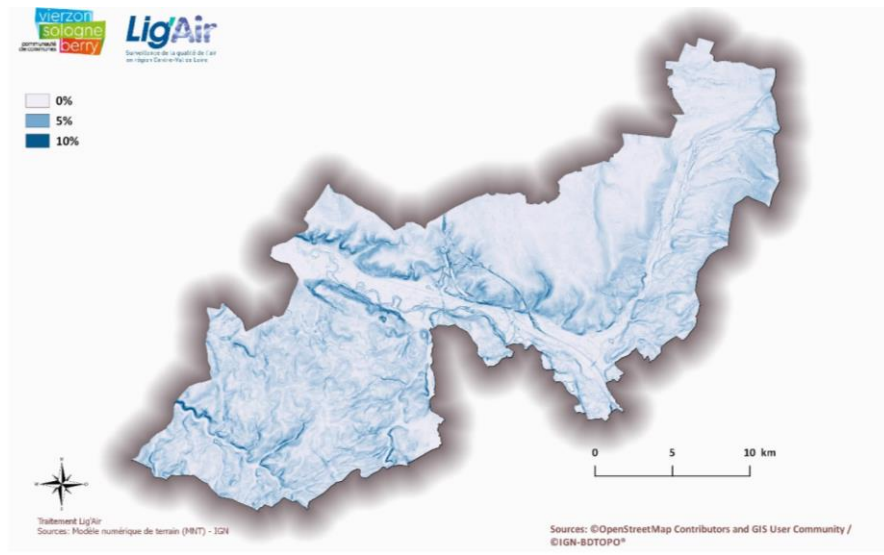 vierzon
sologne
communauté
de communes
berry
Lig'Air
Surveillance de la qualité de l'air
en région Centre-Val de Loire
0%
5%
10%
0 5 10 km
Traitement Lig'Air
Sources: Modèle numérique de terrain (MNT) - IGN
Sources: ©OpenStreetMap Contributors and GIS User Community /
©IGN-BDTOPO®